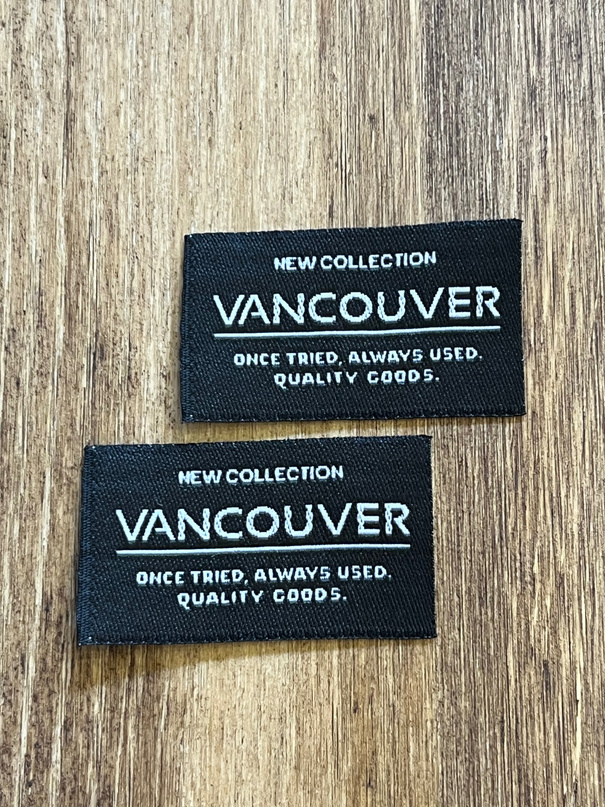 NEW COLLECTION
VANCOUVER
ONCE TRIED, ALWAYS USED.
QUALITY GOODS.
NEW COLLECTION
VANCOUVER
ONCE TRIED, ALWAYS USED.
QUALITY GOODS.